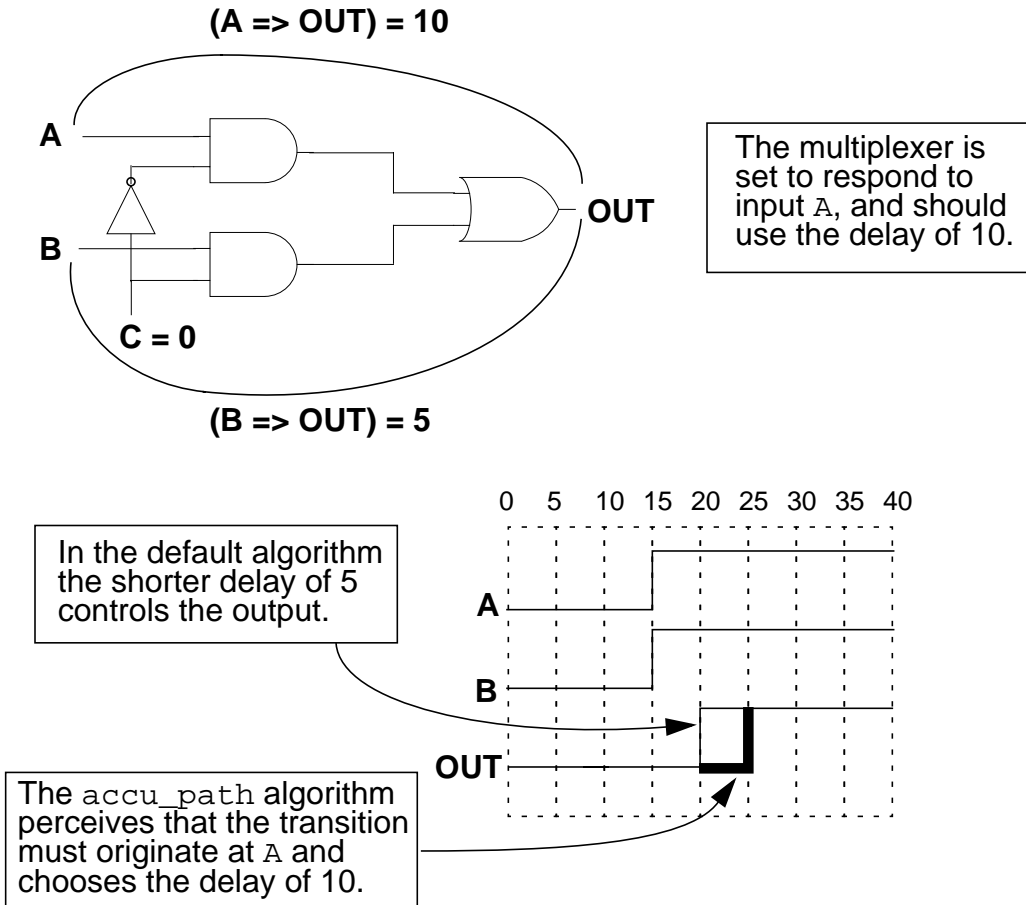 (A => OUT) = 10
A
The multiplexer is
set to respond to
input A, and should
use the delay of 10.
OUT
B
C = 0
(B => OUT) = 5
0 5 10 15 20 25 30 35 40
In the default algorithm
the shorter delay of 5
controls the output.
A
B
OUT
The accu_path algorithm
perceives that the transition
must originate at A and
chooses the delay of 10.